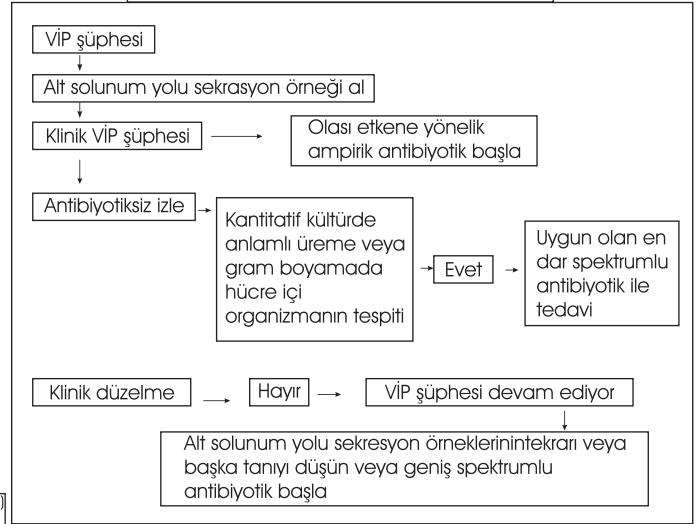 VİP şüphesi
Alt solunum yolu sekrasyon örneği al
Klinik VİP şüphesi
Olası etkene yönelik
ampirik antibiyotik başla
Antibiyotiksiz izle
Kantitatif kültürde
anlamlı üreme veya
gram boyamada
hücre içi
organizmanın tespiti
Evet
Uygun olan en
dar spektrumlu
antibiyotik ile
tedavi
Klinik düzelme
Hayır
VİP şüphesi devam ediyor
Alt solunum yolu sekresyon örneklerinintekrarı veya
başka tanıyı düşün veya geniş spektrumlu
antibiyotik başla